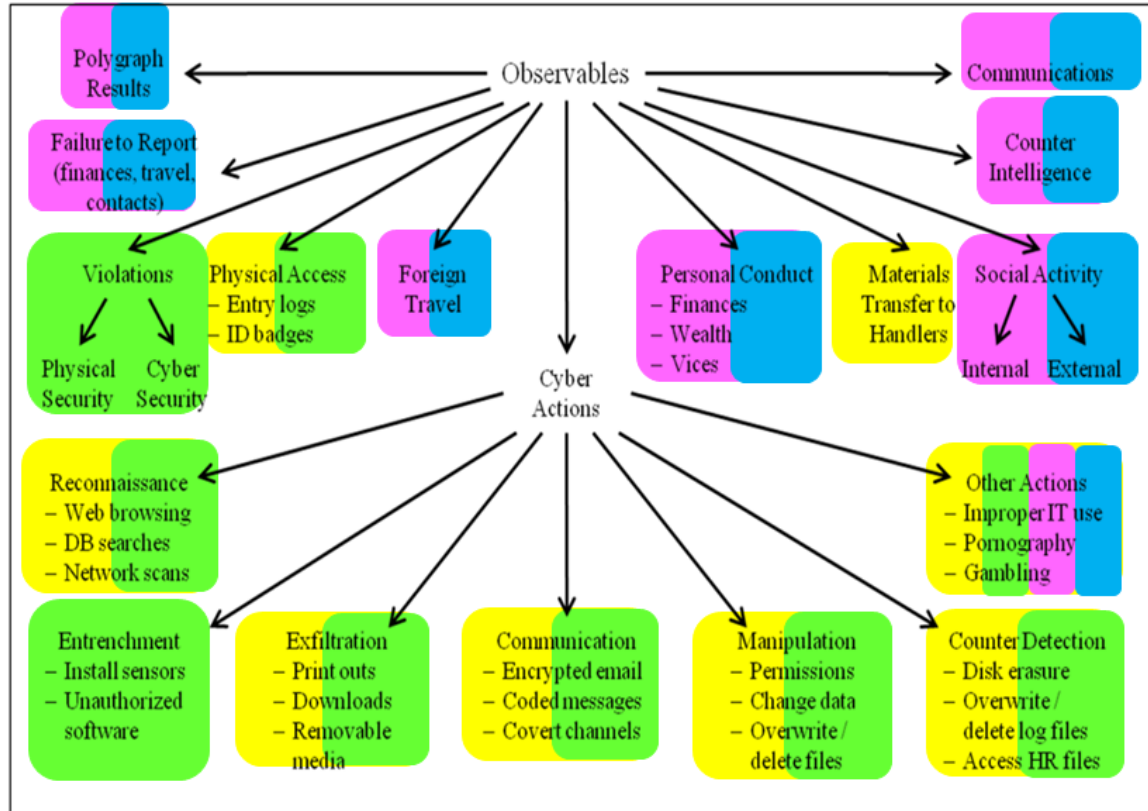 Observables
Polygraph
Results
Communications
Failure to Report
(finances, travel,
contacts)
Counter
Intelligence
Violations
Physical
Security
Cyber
Security
Physical Access
– Entry logs
– ID badges
Foreign
Travel
Personal Conduct
– Finances
– Wealth
– Vices
Materials
Transfer to
Handlers
Social Activity
Internal
External
Cyber
Actions
Reconnaissance
– Web browsing
– DB searches
– Network scans
Other Actions
– Improper IT use
– Pornography
– Gambling
Entrenchment
– Install sensors
– Unauthorized
software
Exfiltration
– Print outs
– Downloads
– Removable
media
Communication
– Encrypted email
– Coded messages
– Covert channels
Manipulation
– Permissions
– Change data
– Overwrite /
delete files
Counter Detection
– Disk erasure
– Overwrite /
delete log files
– Access HR files